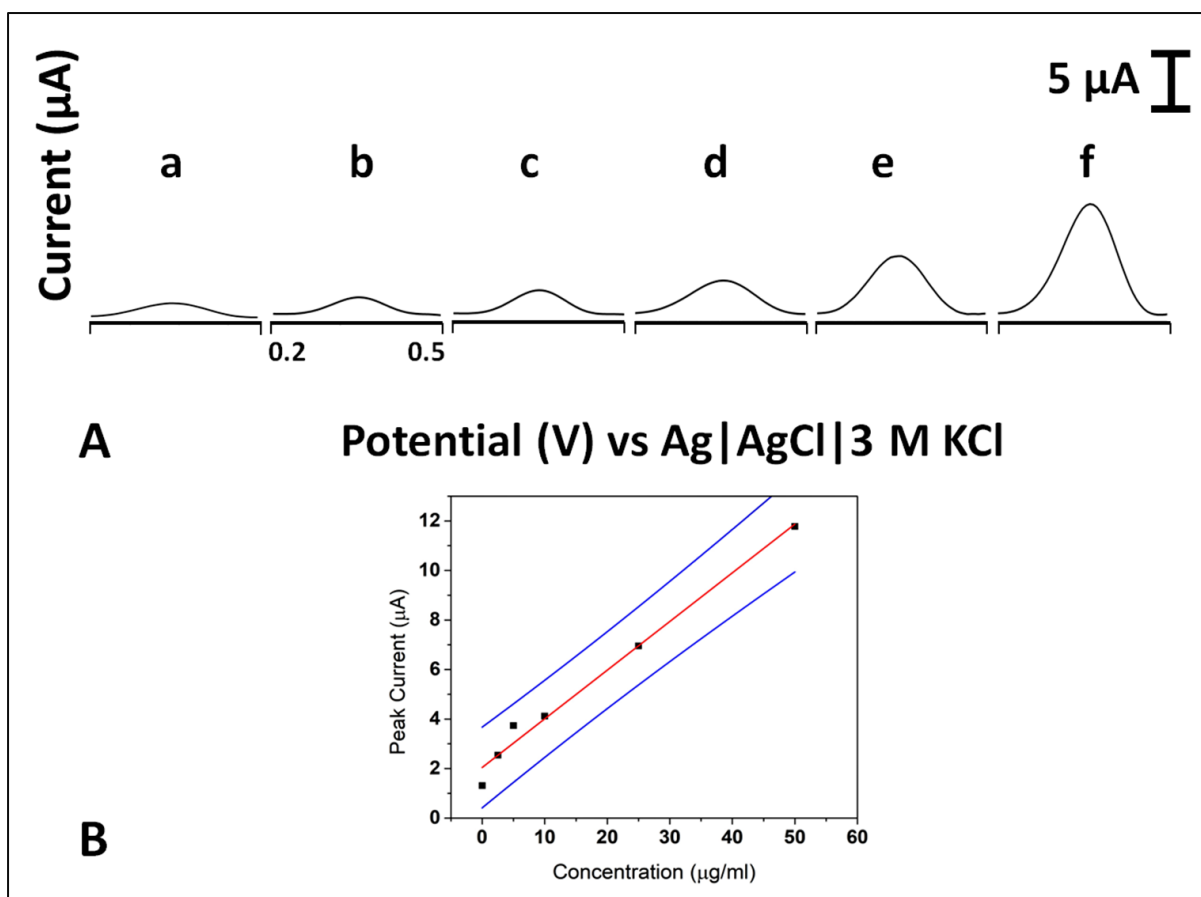 Current (µA)
5 µA
a b c d e f
0.2 0.5
A
Potential (V) vs Ag|AgCl|3 M KCl
Peak Current (µA)
12
10
8
6
4
2
0
0 10 20 30 40 50 60
Concentration (µg/ml)
B